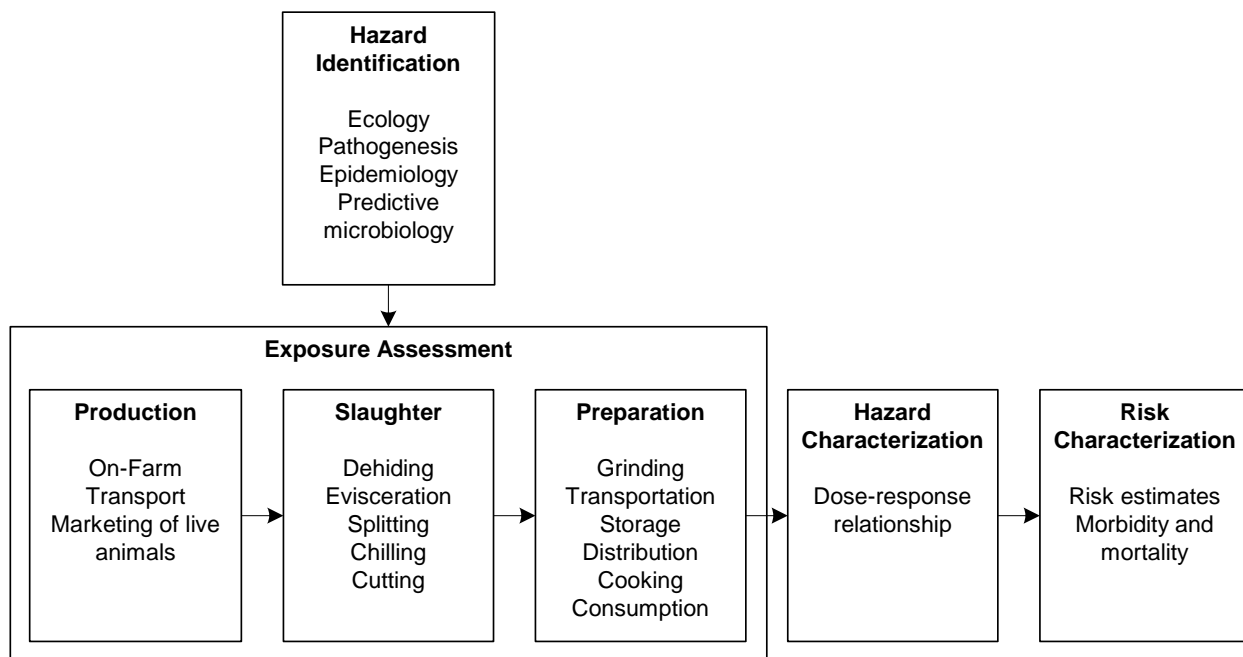 Hazard
Identification
Ecology
Pathogenesis
Epidemiology
Predictive
microbiology
Exposure Assessment
Production
On-Farm
Transport
Marketing of live
animals
Slaughter
Dehiding
Evisceration
Splitting
Chilling
Cutting
Preparation
Grinding
Transportation
Storage
Distribution
Cooking
Consumption
Hazard
Characterization
Dose-response
relationship
Risk
Characterization
Risk estimates
Morbidity and
mortality